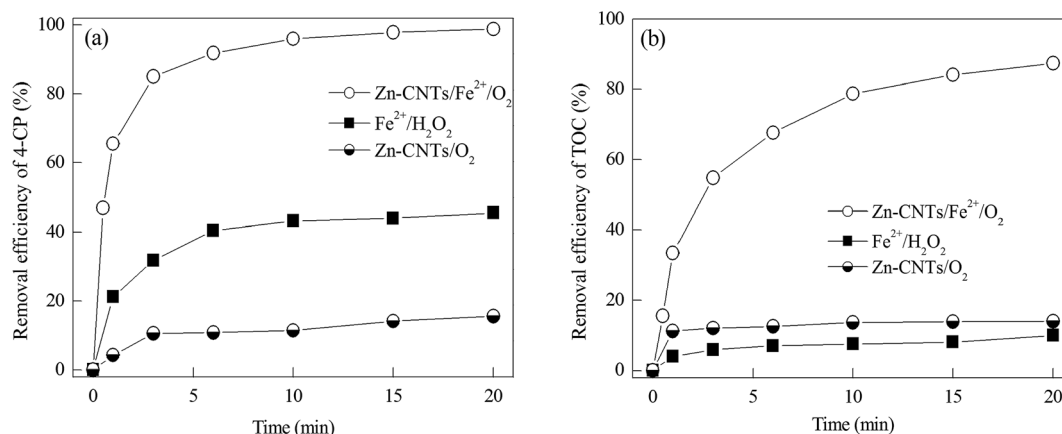 (a)
Removal efficiency of 4-CP (%)
100
80
60
40
20
0
Zn-CNTs/Fe²⁺/O₂
Fe²⁺/H₂O₂
Zn-CNTs/O₂
0 5 10 15 20
Time (min)
(b)
Removal efficiency of TOC (%)
100
80
60
40
20
0
Zn-CNTs/Fe²⁺/O₂
Fe²⁺/H₂O₂
Zn-CNTs/O₂
0 5 10 15 20
Time (min)